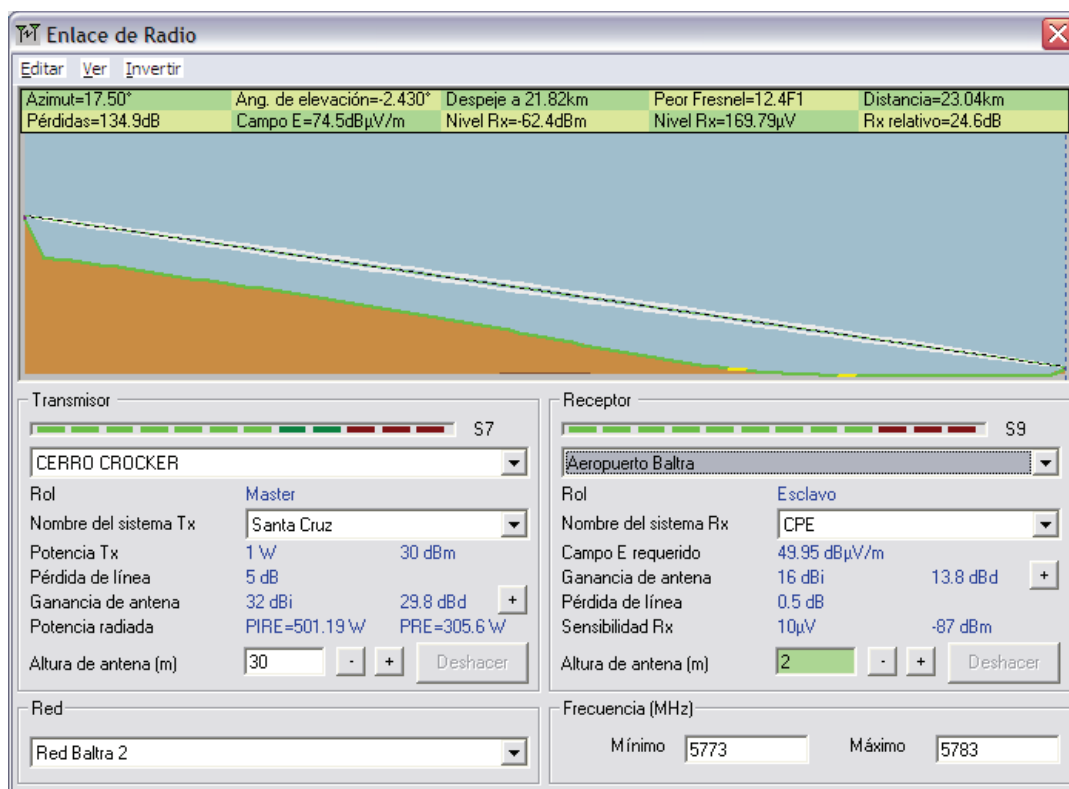 Enlace de Radio
Editar Ver Invertir
Azimut=17.50° Ang. de elevación=-2.430° Despeje a 21.82km Peor Fresnel=12.4F1 Distancia=23.04km
Pérdidas=134.9dB Campo E=74.5dBµV/m Nivel Rx=-62.4dBm Nivel Rx=169.79µV Rx relativo=24.6dB
Transmisor
S7
CERRO CROCKER
Rol Master
Nombre del sistema Tx Santa Cruz
Potencia Tx 1 W 30 dBm
Pérdida de línea 5 dB
Ganancia de antena 32 dBi 29.8 dBd +
Potencia radiada PIRE=501.19 W PRE=305.6 W
Altura de antena (m) 30 - + Deshacer
Red
Red Baltra 2
Receptor
S9
Aeropuerto Baltra
Rol Esclavo
Nombre del sistema Rx CPE
Campo E requerido 49.95 dBµV/m
Ganancia de antena 16 dBi 13.8 dBd +
Pérdida de línea 0.5 dB
Sensibilidad Rx 10µV -87 dBm
Altura de antena (m) 2 - + Deshacer
Frecuencia (MHz)
Mínimo 5773 Máximo 5783